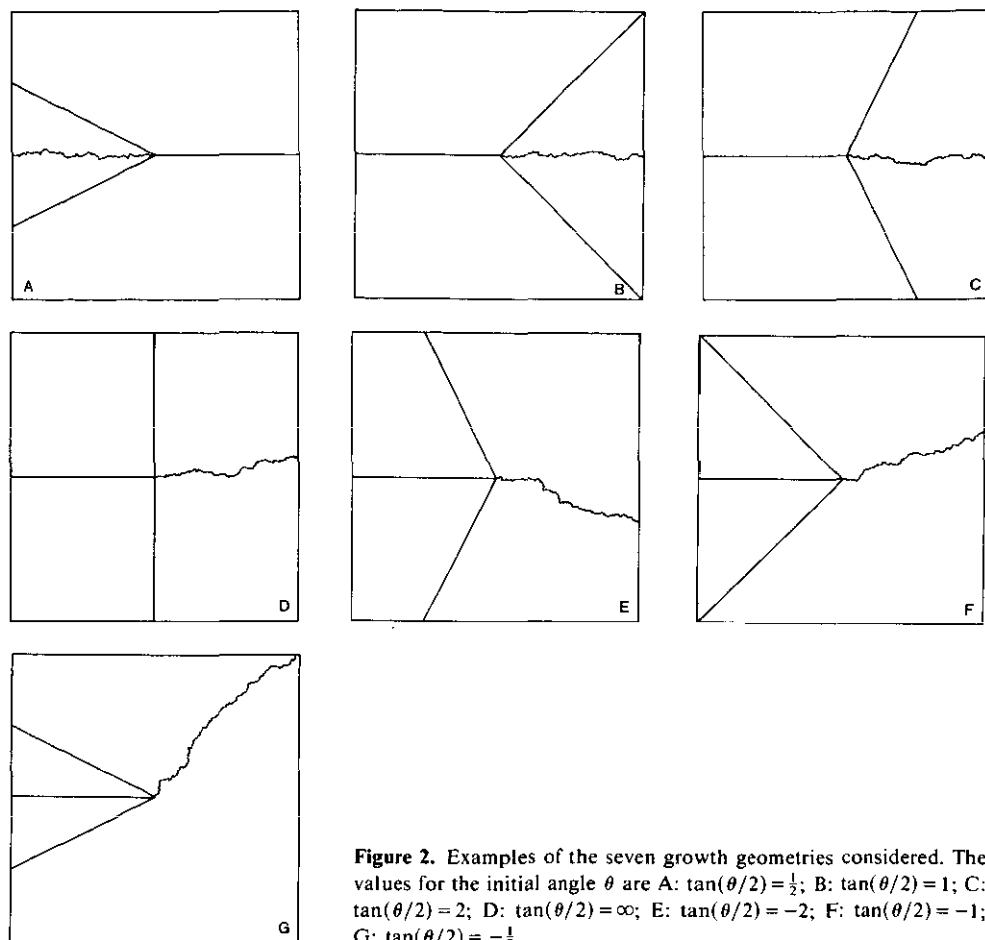 A
B
C
D
E
F
G
Figure 2. Examples of the seven growth geometries considered. The
values for the initial angle θ are A: tan(θ/2) = ½; B: tan(θ/2) = 1; C:
tan(θ/2) = 2; D: tan(θ/2) = ∞; E: tan(θ/2) = −2; F: tan(θ/2) = −1;
G: tan(θ/2) = −½